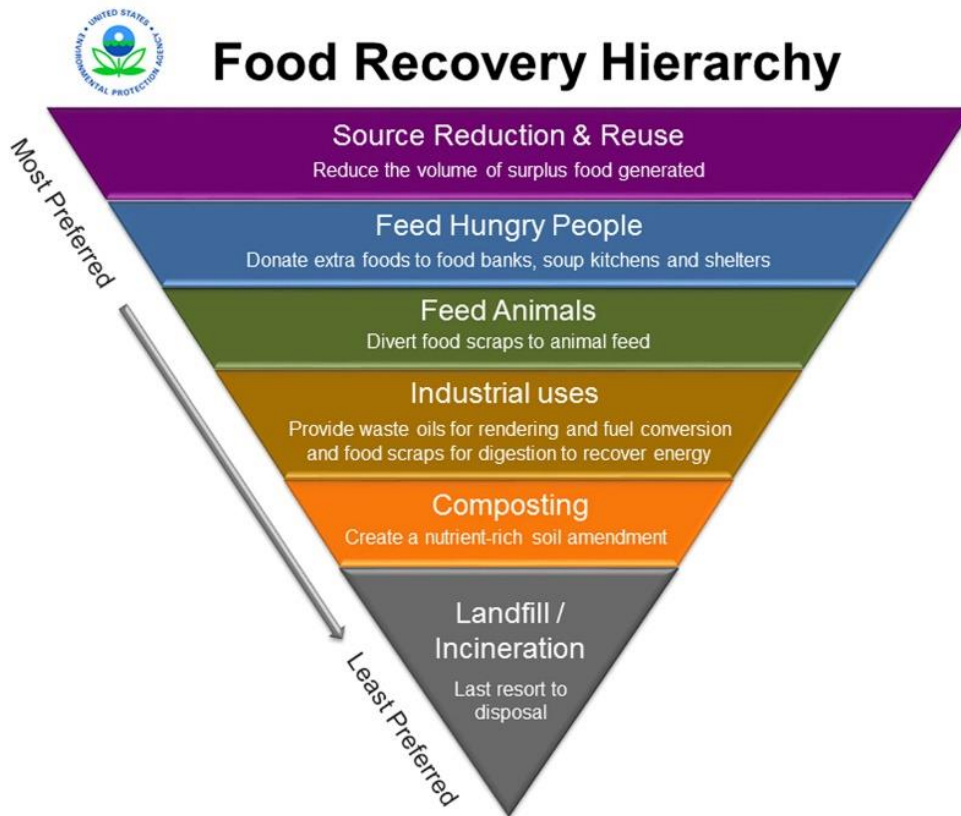 UNITED STATES
ENVIRONMENTAL PROTECTION AGENCY
Food Recovery Hierarchy
Most Preferred
Source Reduction & Reuse
Reduce the volume of surplus food generated
Feed Hungry People
Donate extra foods to food banks, soup kitchens and shelters
Feed Animals
Divert food scraps to animal feed
Industrial uses
Provide waste oils for rendering and fuel conversion
and food scraps for digestion to recover energy
Composting
Create a nutrient-rich soil amendment
Landfill /
Incineration
Last resort to
disposal
Least Preferred